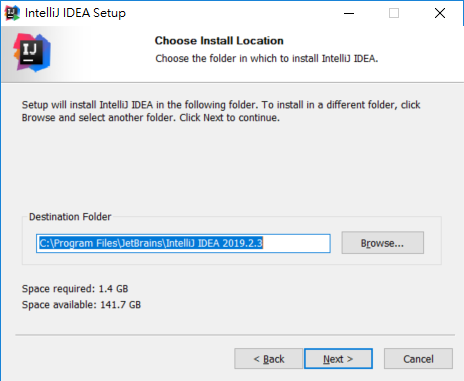 IntelliJ IDEA Setup
IJ
Choose Install Location
Choose the folder in which to install IntelliJ IDEA.
Setup will install IntelliJ IDEA in the following folder. To install in a different folder, click
Browse and select another folder. Click Next to continue.
Destination Folder
C:\Program Files\JetBrains\IntelliJ IDEA 2019.2.3
Browse...
Space required: 1.4 GB
Space available: 141.7 GB
< Back
Next >
Cancel